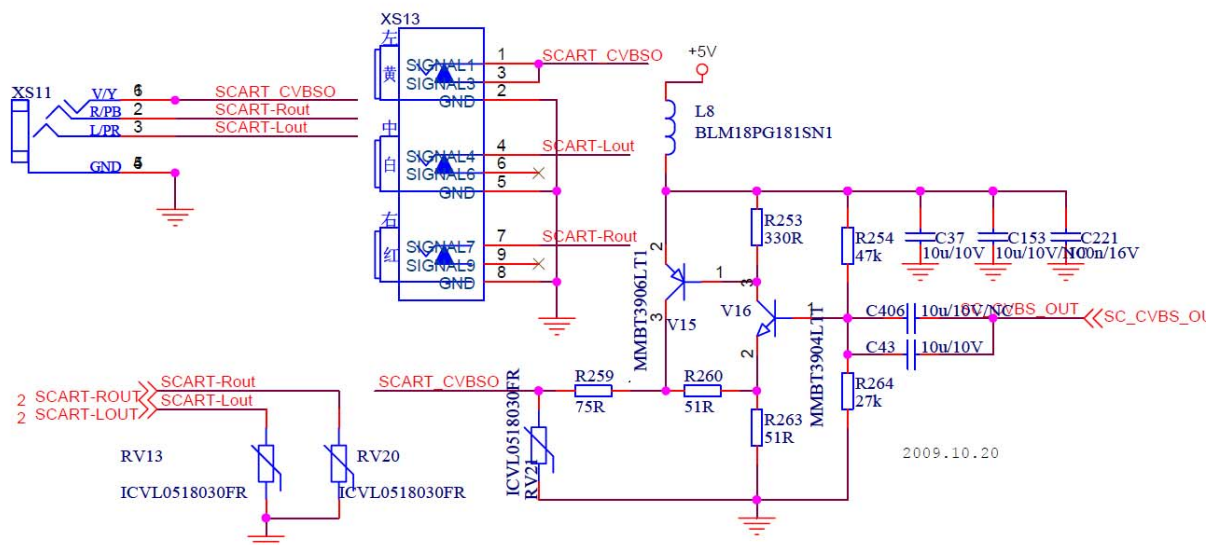 XS13
左
黄
SIGNAL1
SIGNAL3
GND
1
3
2
SCART_CVBSO
中
白
SIGNAL4
SIGNAL6
GND
4
6
5
SCART-Lout
右
红
SIGNAL7
SIGNAL9
GND
7
9
8
SCART-Rout
XS11
V/Y
R/PB
L/PR
GND
2
3
SCART_CVBSO
SCART-Rout
SCART-Lout
+5V
L8
BLM18PG181SN1
R253
330R
R254
47k
C37
10u/10V
C153
10u/10V/NC
C221
100n/16V
2
1
3
V15
MMBT3906LT1
3
1
2
V16
MMBT3904LT1
C406
10u/10V/NC
SC_CVBS_OUT
SC_CVBS_OU
C43
10u/10V
R264
27k
SCART_CVBSO
R259
75R
R260
51R
R263
51R
ICVL0518030FR
RV21
2 SCART-ROUT
2 SCART-LOUT
SCART-Rout
SCART-Lout
RV13
ICVL0518030FR
RV20
ICVL0518030FR
2009.10.20